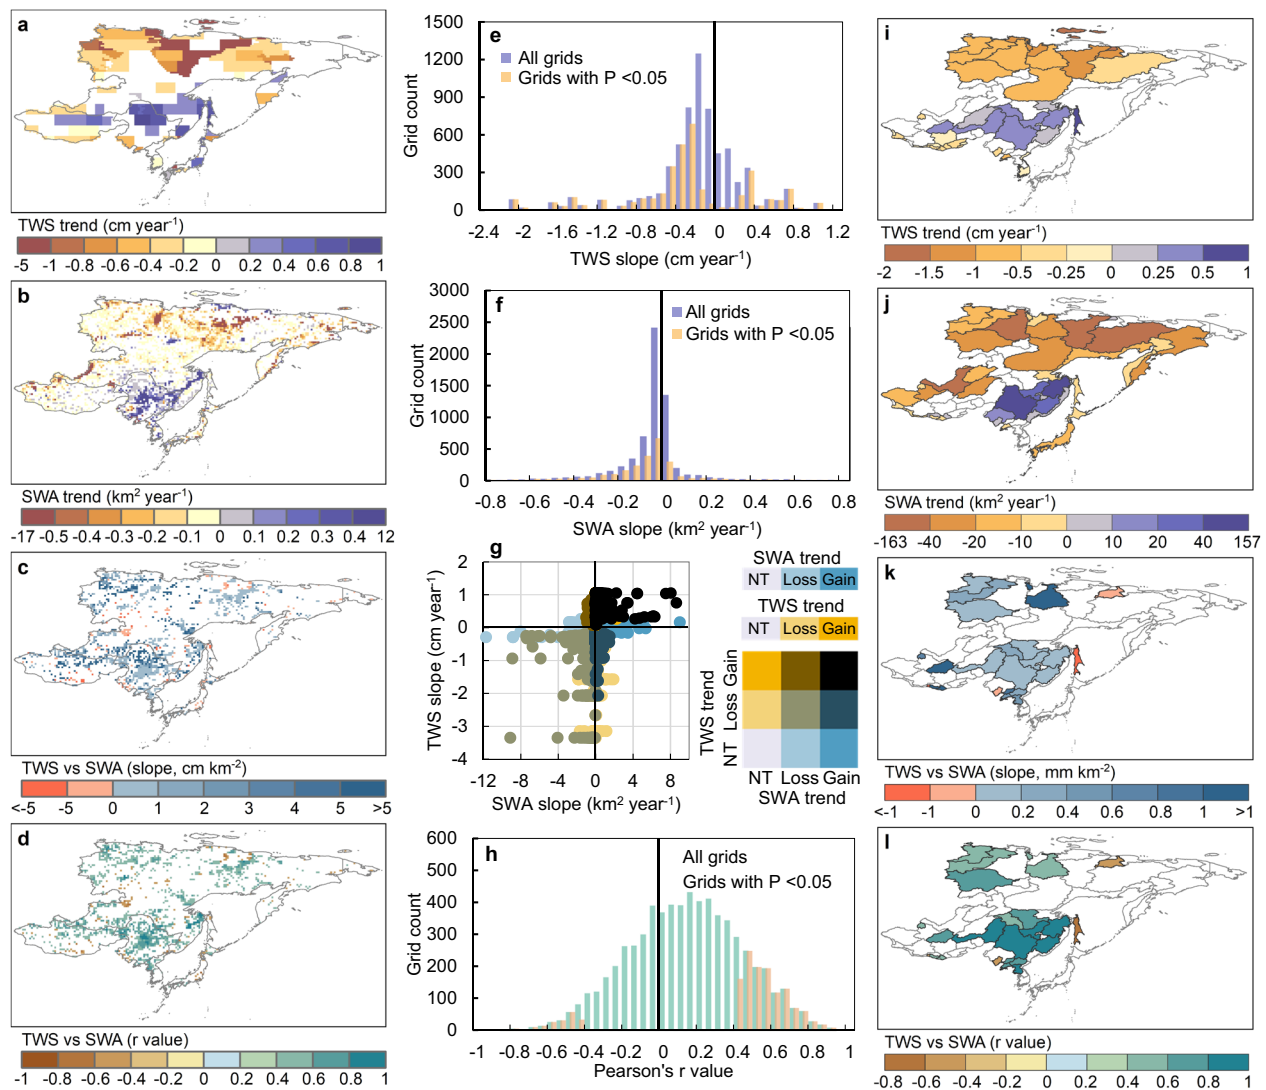 a
TWS trend (cm year-1)
-5 -1 -0.8 -0.6 -0.4 -0.2 0 0.2 0.4 0.6 0.8 1
b
SWA trend (km2 year-1)
-17 -0.5 -0.4 -0.3 -0.2 -0.1 0 0.1 0.2 0.3 0.4 12
c
TWS vs SWA (slope, cm km-2)
<-5 -5 0 1 2 3 4 5 >5
d
TWS vs SWA (r value)
-1 -0.8 -0.6 -0.4 -0.2 0 0.2 0.4 0.6 0.8 1
e
All grids
Grids with P <0.05
Grid count
1500
1200
900
600
300
0
-2.4 -2 -1.6 -1.2 -0.8 -0.4 0 0.4 0.8 1.2
TWS slope (cm year-1)
f
All grids
Grids with P <0.05
Grid count
3000
2500
2000
1500
1000
500
0
-0.8 -0.6 -0.4 -0.2 0 0.2 0.4 0.6 0.8
SWA slope (km2 year-1)
g
TWS slope (cm year-1)
2
1
0
-1
-2
-3
-4
-12 -8 -4 0 4 8
SWA slope (km2 year-1)
SWA trend
NT Loss Gain
TWS trend
NT Loss Gain
TWS trend
Gain
Loss
NT
NT Loss Gain
SWA trend
h
All grids
Grids with P <0.05
Grid count
600
500
400
300
200
100
0
-1 -0.8 -0.6 -0.4 -0.2 0 0.2 0.4 0.6 0.8 1
Pearson's r value
i
TWS trend (cm year-1)
-2 -1.5 -1 -0.5 -0.25 0 0.25 0.5 1
j
SWA trend (km2 year-1)
-163 -40 -20 -10 0 10 20 40 157
k
TWS vs SWA (slope, mm km-2)
<-1 -1 0 0.2 0.4 0.6 0.8 1 >1
l
TWS vs SWA (r value)
-0.8 -0.6 -0.4 -0.2 0 0.2 0.4 0.6 0.8 1